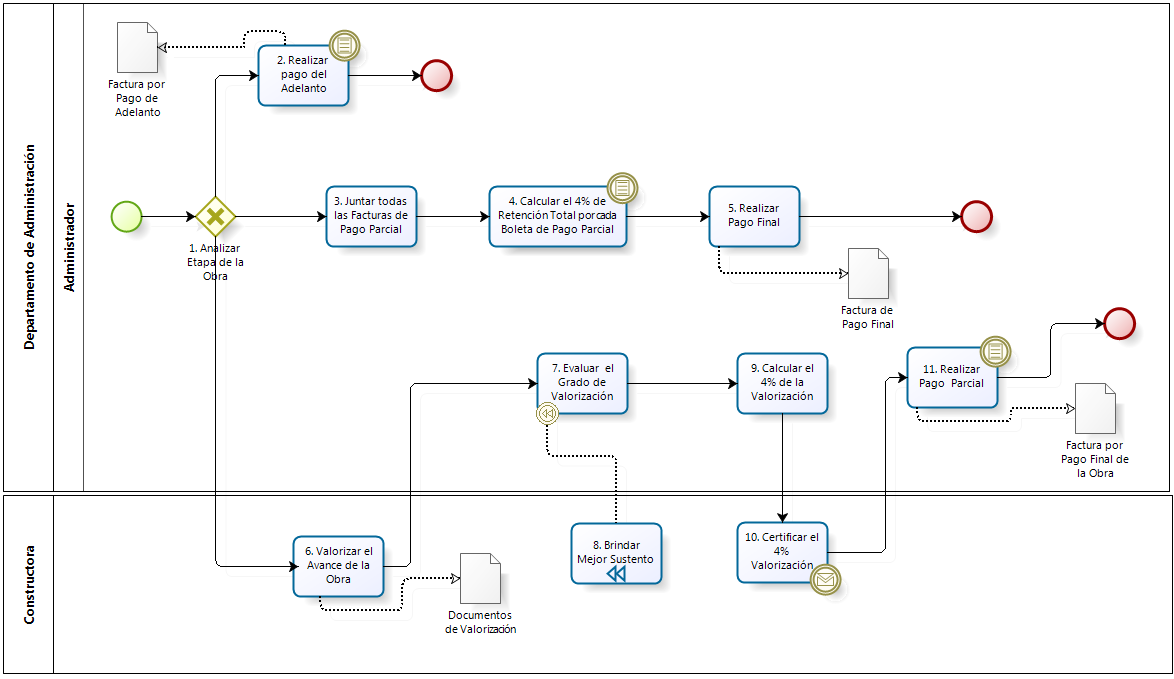 Departamento de Administración
Administrador
Factura por
Pago de
Adelanto
2. Realizar
pago del
Adelanto
1. Analizar
Etapa de la
Obra
3. Juntar todas
las Facturas de
Pago Parcial
4. Calcular el 4% de
Retención Total por cada
Boleta de Pago Parcial
5. Realizar
Pago Final
Factura de
Pago Final
7. Evaluar el
Grado de
Valorización
9. Calcular el
4% de la
Valorización
11. Realizar
Pago Parcial
Factura por
Pago Final de
la Obra
Constructora
6. Valorizar el
Avance de la
Obra
Documentos
de Valorización
8. Brindar
Mejor Sustento
10. Certificar el
4%
Valorización